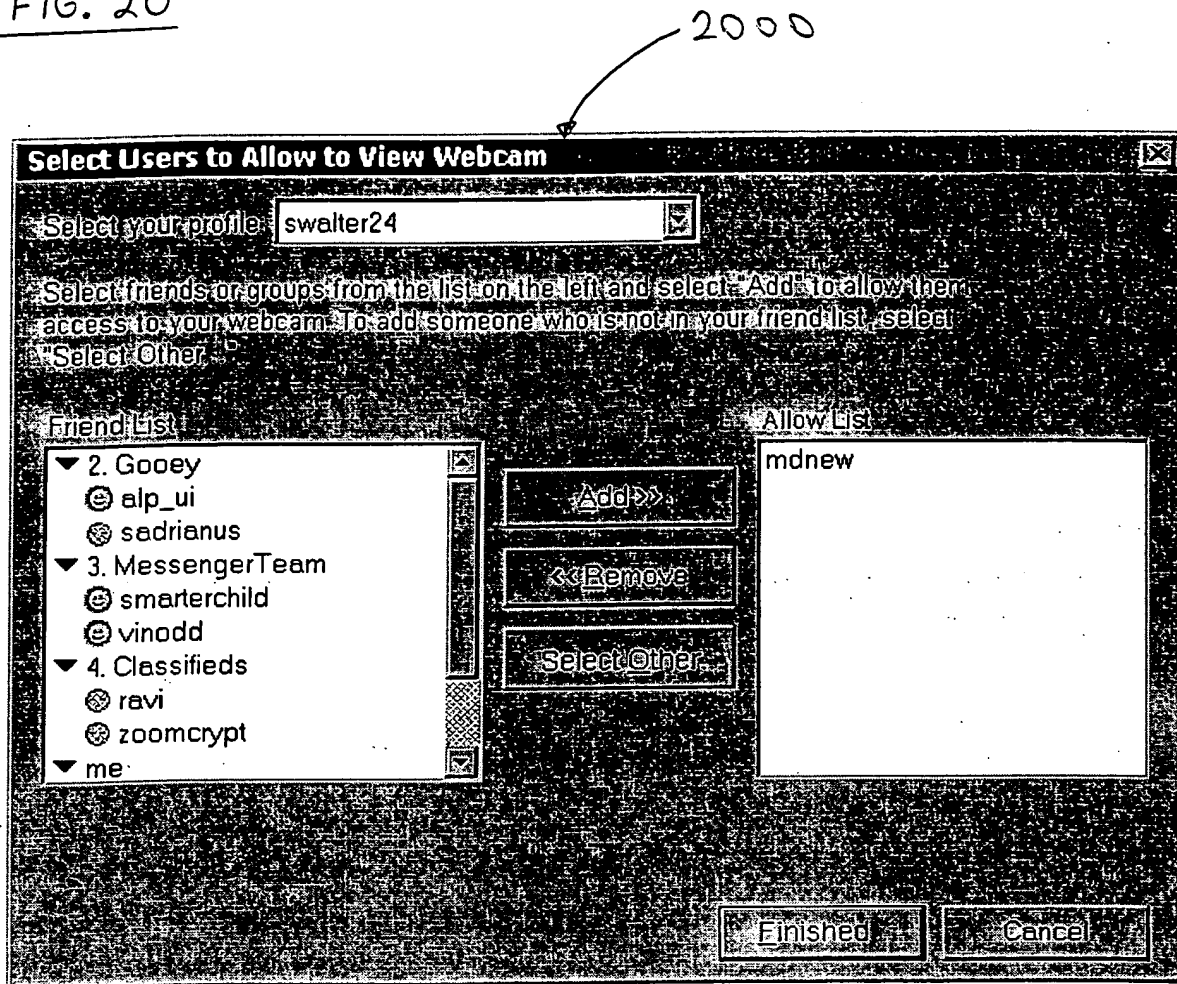 FIG. 20
2000
Select Users to Allow to View Webcam
Select your profile: swalter24
Select friends or groups from the list on the left and select "Add" to allow them
access to your webcam. To add someone who is not in your friend list, select
"Select Other."
Friend List
Allow List
2. Gooey
alp_ui
sadrianus
3. MessengerTeam
smarterchild
vinodd
4. Classifieds
ravi
zoomcrypt
me
Add >>
<< Remove
Select Other...
mdnew
Finished
Cancel